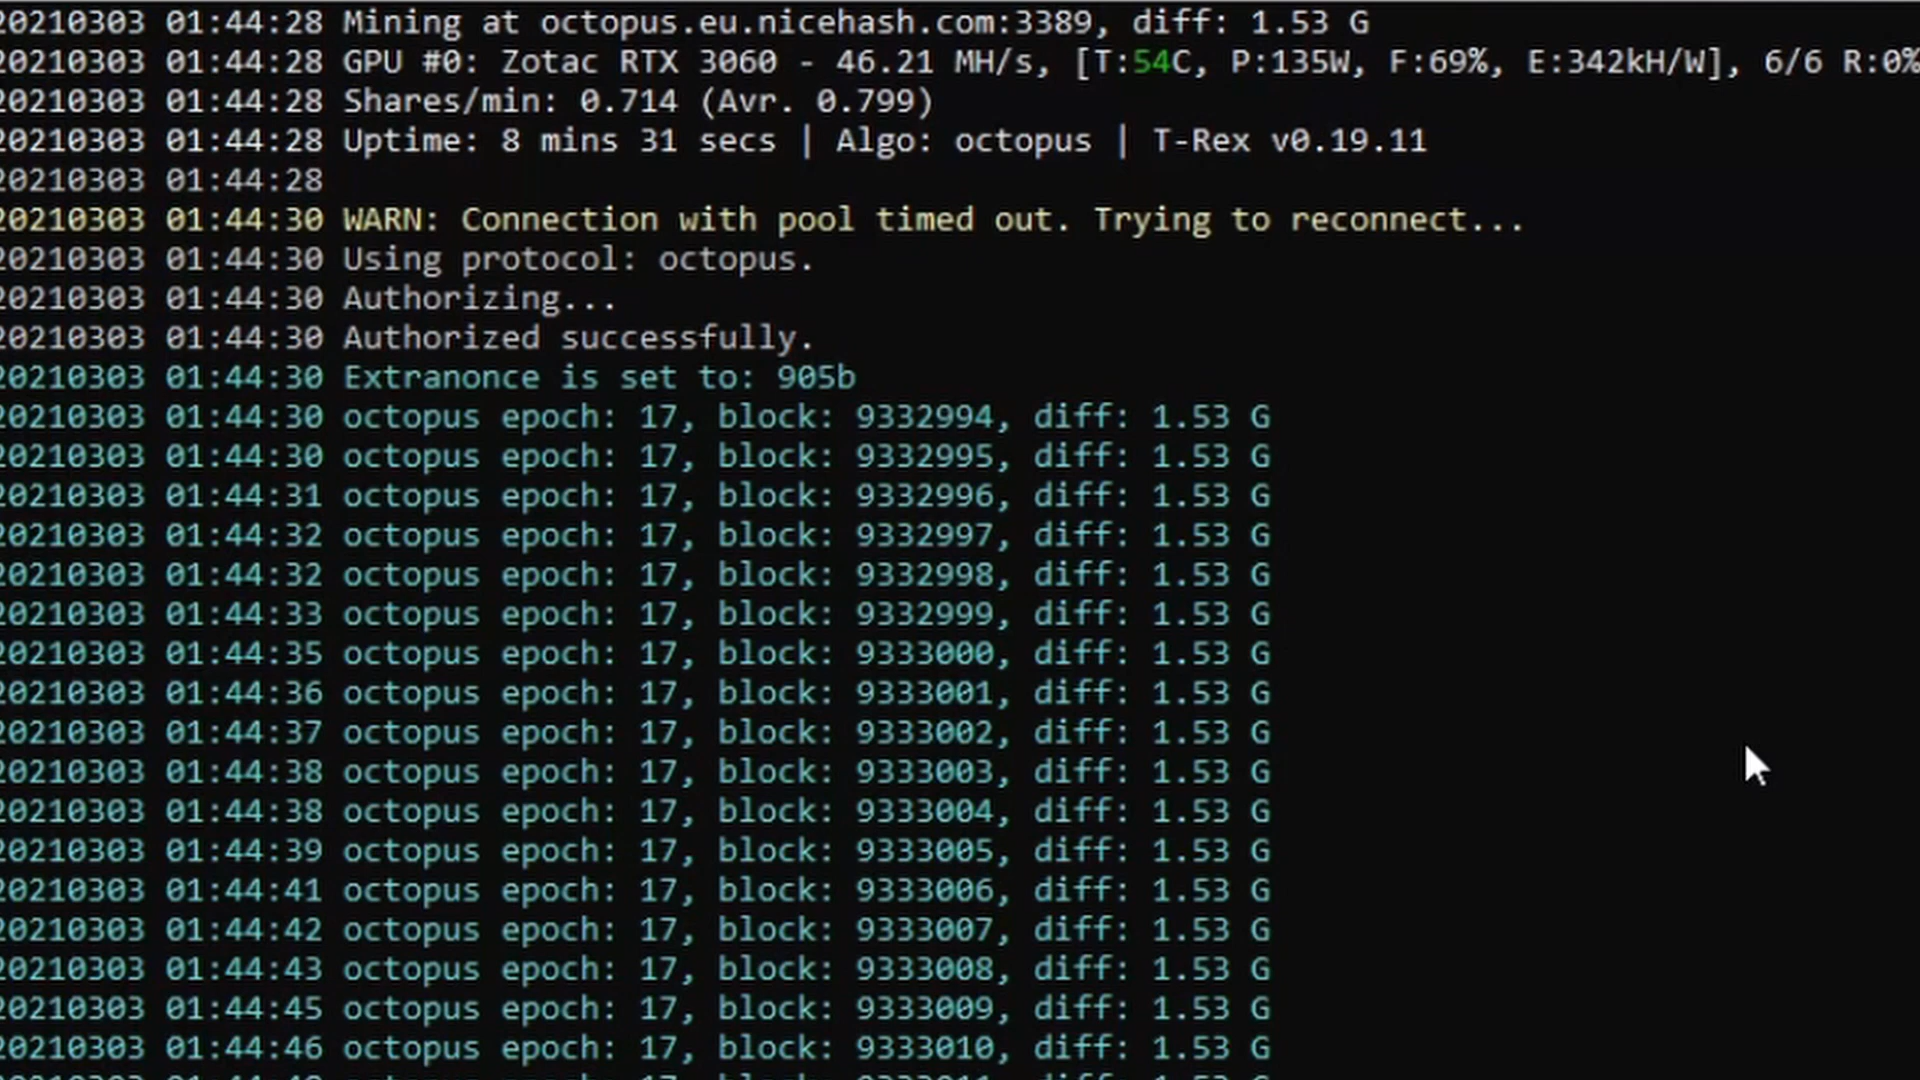 20210303 01:44:28 Mining at octopus.eu.nicehash.com:3389, diff: 1.53 G
20210303 01:44:28 GPU #0: Zotac RTX 3060 - 46.21 MH/s, [T:54C, P:135W, F:69%, E:342kH/W], 6/6 R:0%
20210303 01:44:28 Shares/min: 0.714 (Avr. 0.799)
20210303 01:44:28 Uptime: 8 mins 31 secs | Algo: octopus | T-Rex v0.19.11
20210303 01:44:28
20210303 01:44:30 WARN: Connection with pool timed out. Trying to reconnect...
20210303 01:44:30 Using protocol: octopus.
20210303 01:44:30 Authorizing...
20210303 01:44:30 Authorized successfully.
20210303 01:44:30 Extranonce is set to: 905b
20210303 01:44:30 octopus epoch: 17, block: 9332994, diff: 1.53 G
20210303 01:44:30 octopus epoch: 17, block: 9332995, diff: 1.53 G
20210303 01:44:31 octopus epoch: 17, block: 9332996, diff: 1.53 G
20210303 01:44:32 octopus epoch: 17, block: 9332997, diff: 1.53 G
20210303 01:44:32 octopus epoch: 17, block: 9332998, diff: 1.53 G
20210303 01:44:33 octopus epoch: 17, block: 9332999, diff: 1.53 G
20210303 01:44:35 octopus epoch: 17, block: 9333000, diff: 1.53 G
20210303 01:44:36 octopus epoch: 17, block: 9333001, diff: 1.53 G
20210303 01:44:37 octopus epoch: 17, block: 9333002, diff: 1.53 G
20210303 01:44:38 octopus epoch: 17, block: 9333003, diff: 1.53 G
20210303 01:44:38 octopus epoch: 17, block: 9333004, diff: 1.53 G
20210303 01:44:39 octopus epoch: 17, block: 9333005, diff: 1.53 G
20210303 01:44:41 octopus epoch: 17, block: 9333006, diff: 1.53 G
20210303 01:44:42 octopus epoch: 17, block: 9333007, diff: 1.53 G
20210303 01:44:43 octopus epoch: 17, block: 9333008, diff: 1.53 G
20210303 01:44:45 octopus epoch: 17, block: 9333009, diff: 1.53 G
20210303 01:44:46 octopus epoch: 17, block: 9333010, diff: 1.53 G